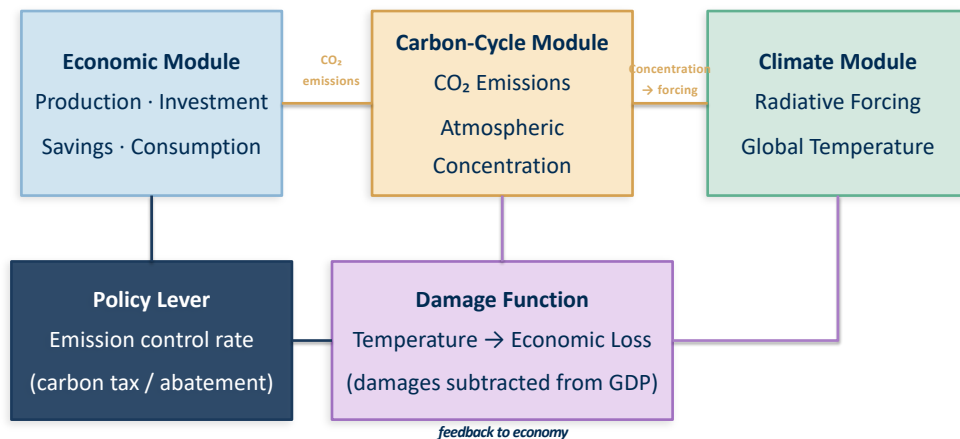 Economic Module
Production · Investment
Savings · Consumption
CO₂
emissions
Carbon-Cycle Module
CO₂ Emissions
Atmospheric
Concentration
Concentration
→ forcing
Climate Module
Radiative Forcing
Global Temperature
Policy Lever
Emission control rate
(carbon tax / abatement)
Damage Function
Temperature → Economic Loss
(damages subtracted from GDP)
feedback to economy